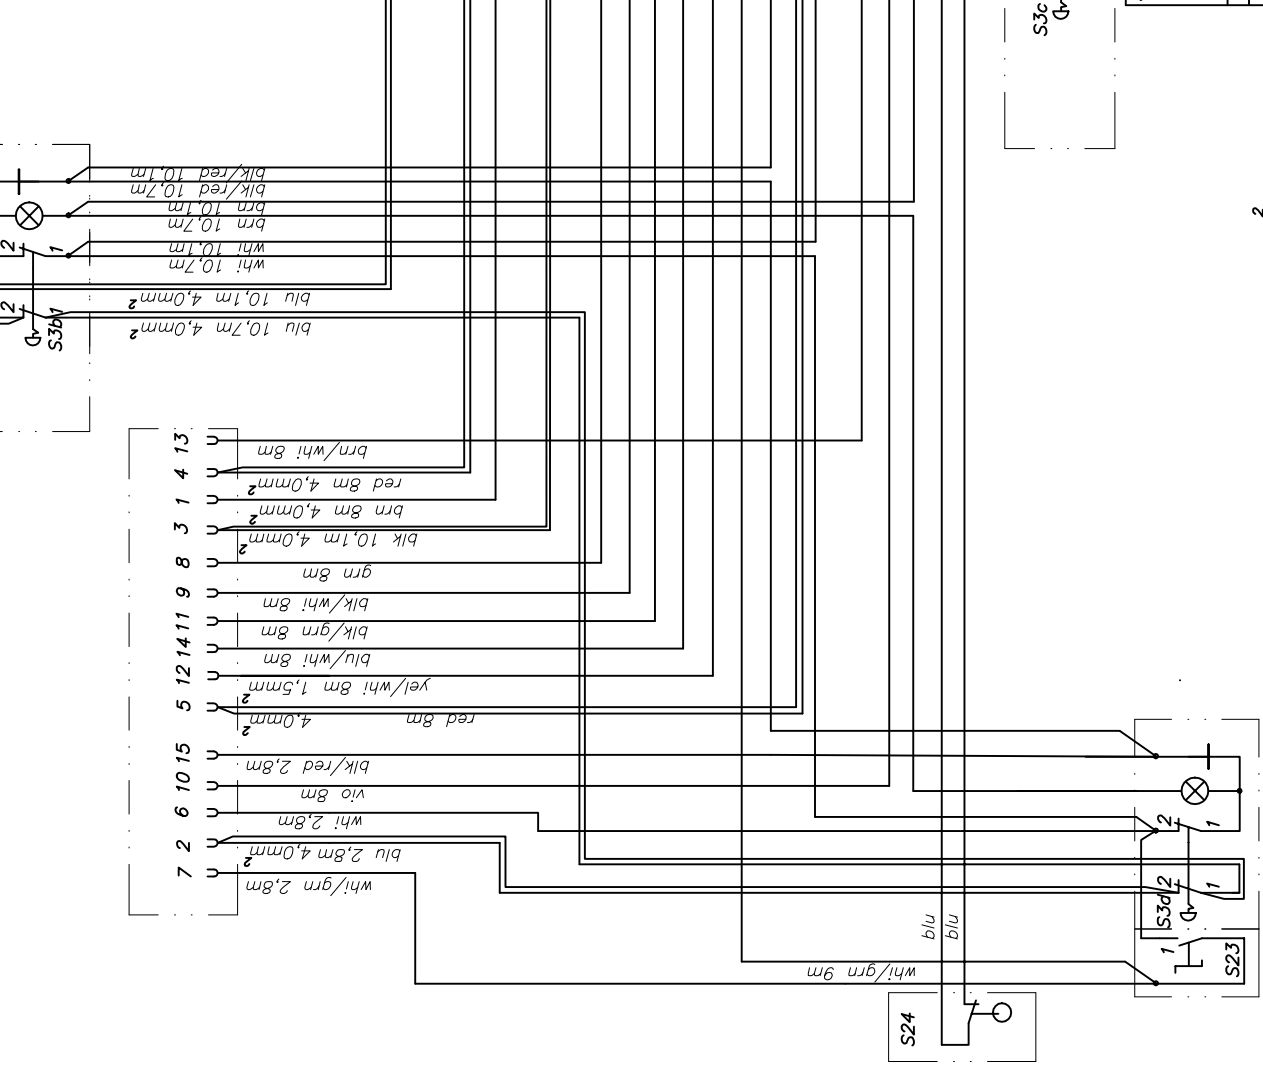 S3c
2
blk/red 10,1m
blk/red 10,7m
brn 10,1m
brn 10,7m
whi 10,1m
whi 10,7m
2 1
blu 10,1m 4,0mm²
blu 10,7m 4,0mm²
2 1
S3b
13 brn/whi 8m
4 red 8m 4,0mm²
1 brn 8m 4,0mm²
3 blk 10,1m 4,0mm²
8 grn 8m
9 blk/whi 8m
11 blk/grn 8m
14 blu/whi 8m
12 yel/whi 8m 1,5mm²
5 red 8m 4,0mm²
15 blk/red 2,8m
10 vio 8m
6 whi 2,8m
2 blu 2,8m 4,0mm²
7 whi/grn 2,8m
2 1
2 1
S3d
1
S23
blu
blu
whi/grn 9m
S24